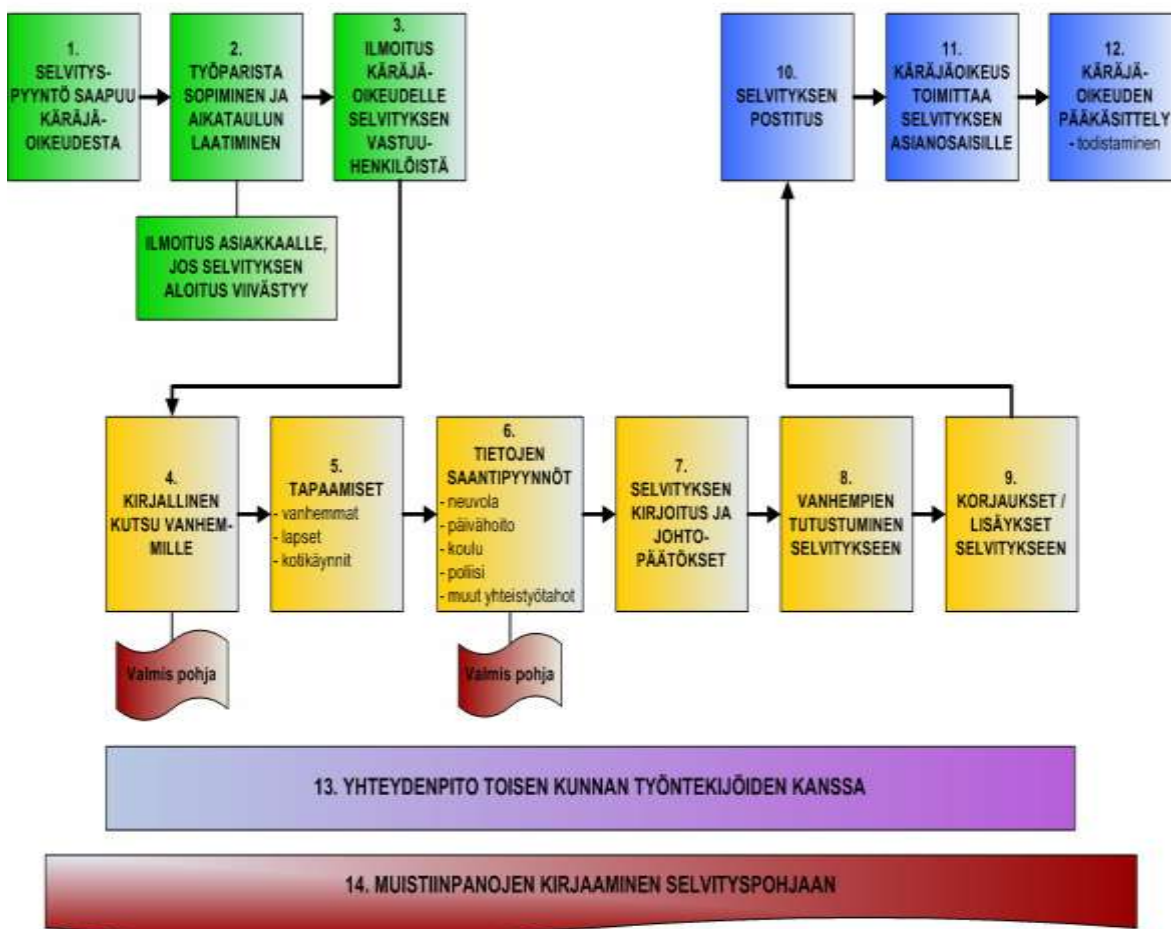 1.
SELVITYS-
PYYNTÖ SAAPUU
KÄRÄJÄ-
OIKEUDESTA
2.
TYÖPARISTA
SOPIMINEN JA
AIKATAULUN
LAATIMINEN
3.
ILMOITUS
KÄRÄJÄ-
OIKEUDELLE
SELVITYKSEN
VASTUU-
HENKILÖISTÄ
ILMOITUS ASIAKKAALLE,
JOS SELVITYKSEN
ALOITUS VIIVÄSTYY
10.
SELVITYKSEN
POSTITUS
11.
KÄRÄJÄOIKEUS
TOIMITTAA
SELVITYKSEN
ASIANOSAISILLE
12.
KÄRÄJÄ-
OIKEUDEN
PÄÄKÄSITTELY
- todistaminen
4.
KIRJALLINEN
KUTSU VANHEM-
MILLE
5.
TAPAAMISET
- vanhemmat
- lapset
- kotikäynnit
6.
TIETOJEN
SAANTIPYYNNÖT
- neuvola
- päivähoito
- koulu
- poliisi
- muut yhteistyötahot
7.
SELVITYKSEN
KIRJOITUS JA
JOHTO-
PÄÄTÖKSET
8.
VANHEMPIEN
TUTUSTUMINEN
SELVITYKSEEN
9.
KORJAUKSET /
LISÄYKSET
SELVITYKSEEN
Valmis pohja
Valmis pohja
13. YHTEYDENPITO TOISEN KUNNAN TYÖNTEKIJÖIDEN KANSSA
14. MUISTIINPANOJEN KIRJAAMINEN SELVITYSPOHJAAN